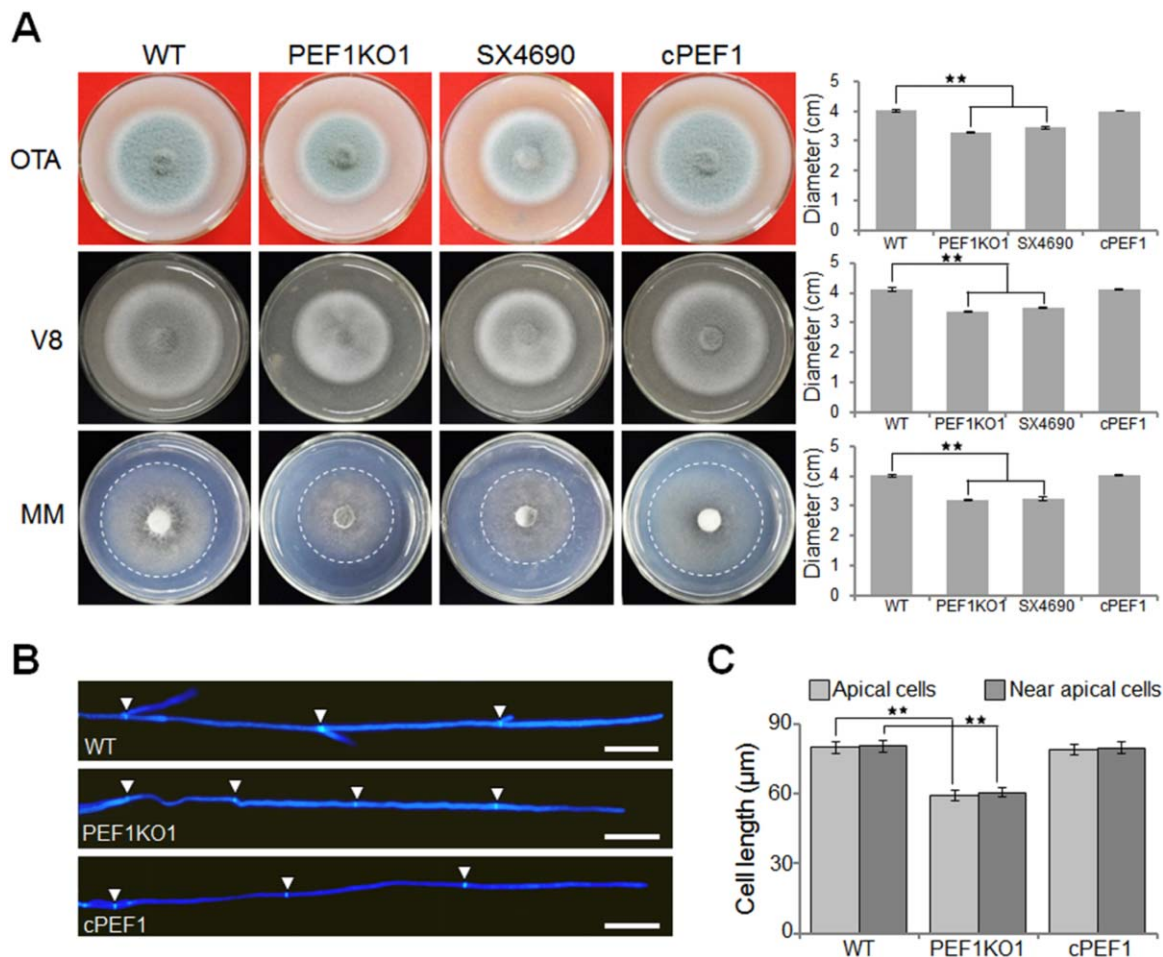 A
WT PEF1KO1 SX4690 cPEF1
OTA
Diameter (cm)
5
4
3
2
1
0
★★
WT PEF1KO1 SX4690 cPEF1
V8
Diameter (cm)
5
4
3
2
1
0
★★
WT PEF1KO1 SX4690 cPEF1
MM
Diameter (cm)
5
4
3
2
1
0
★★
WT PEF1KO1 SX4690 cPEF1
B
WT
PEF1KO1
cPEF1
C
Apical cells Near apical cells
Cell length (µm)
90
60
30
0
★★
★★
WT PEF1KO1 cPEF1